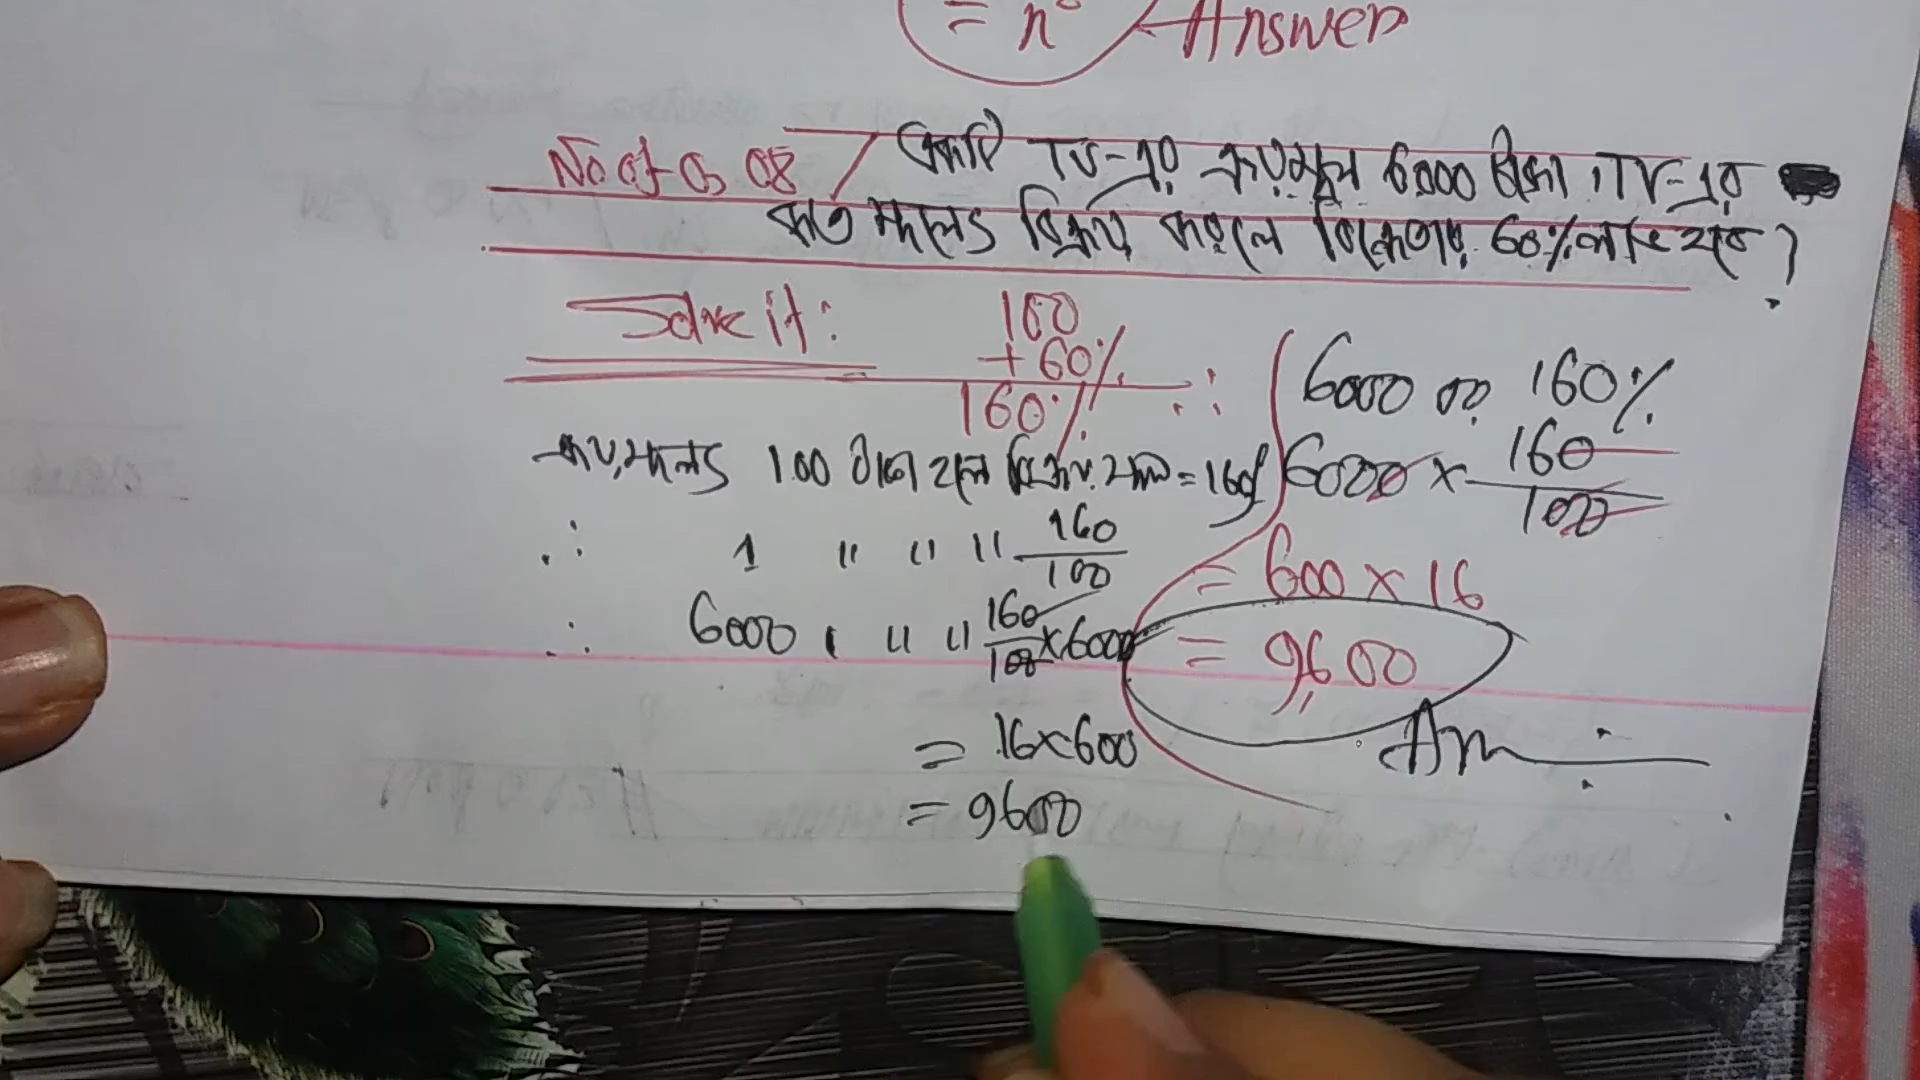 = n
Answer
No of Q 08 একটি TV-এর ক্রয়মূল্য 6000 টাকা। TV-এর
কত মূল্যে বিক্রয় করলে বিক্রেতার 60% লাভ হবে?
Solve it:
100
+ 60%
160%
ক্রয়মূল্য 100 টাকা হলে বিক্রয় মূল্য = 160
∴ 1 " " " 160/100
∴ 6000 " " " 160/100 × 6000
= 16×600
= 9600
∴ 6000 এর 160%
6000 × 160/100
= 600 × 16
= 9600
Ans